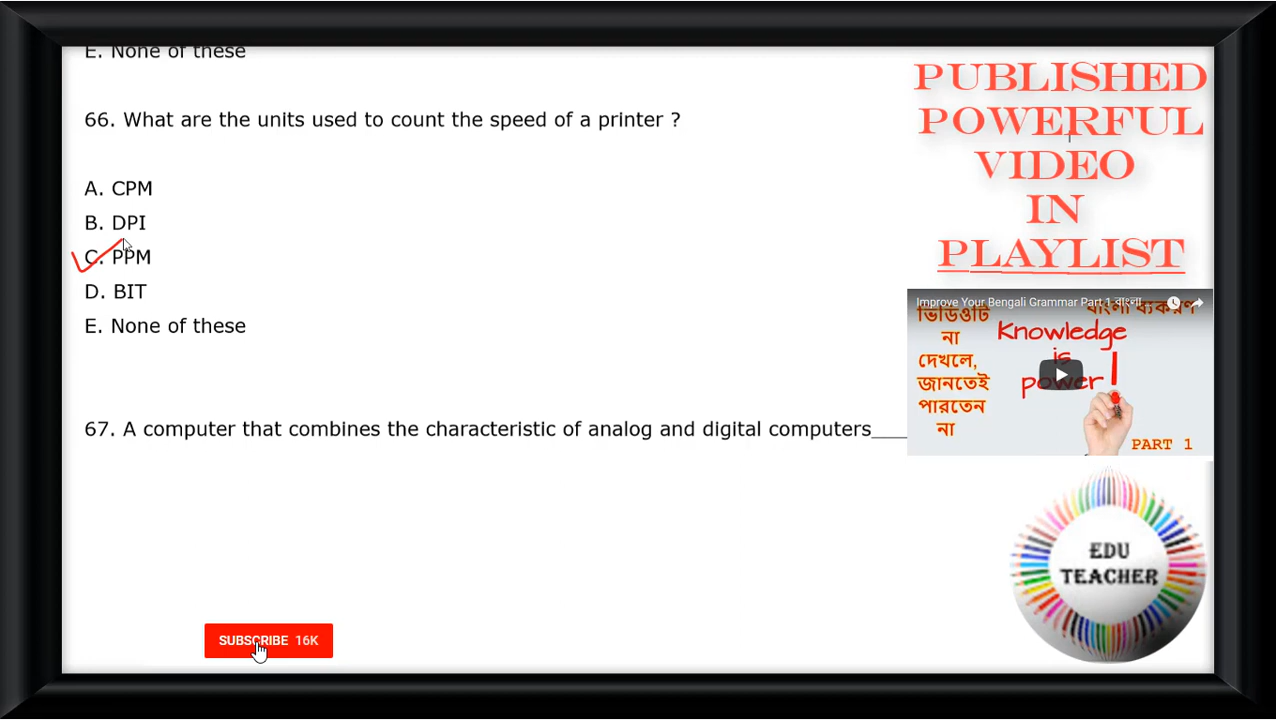 E. None of these
66. What are the units used to count the speed of a printer ?
A. CPM
B. DPI
C. PPM
D. BIT
E. None of these
67. A computer that combines the characteristic of analog and digital computers____
PUBLISHED
POWERFUL
VIDEO
IN
PLAYLIST
Improve Your Bengali Grammar Part 1 বাংলা
বাংলা ব্যকরণ
ভিডিওটি
না
দেখলে,
জানতেই
পারতেন
না
Knowledge
is
power!
PART 1
EDU
TEACHER
SUBSCRIBE 16K